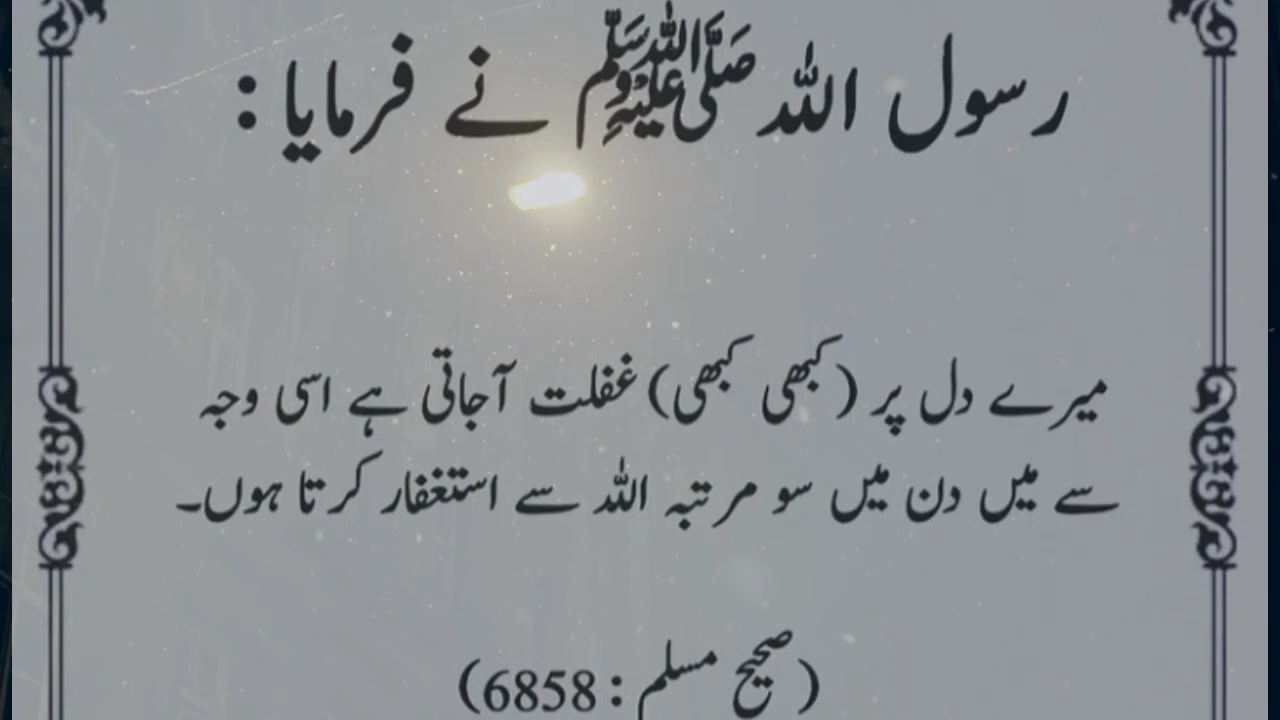 رسول اللہ ﷺ نے فرمایا :
میرے دل پر (کبھی کبھی) غفلت آجاتی ہے اسی وجہ
سے میں دن میں سو مرتبہ اللہ سے استغفار کرتا ہوں۔
(صحیح مسلم : 6858)